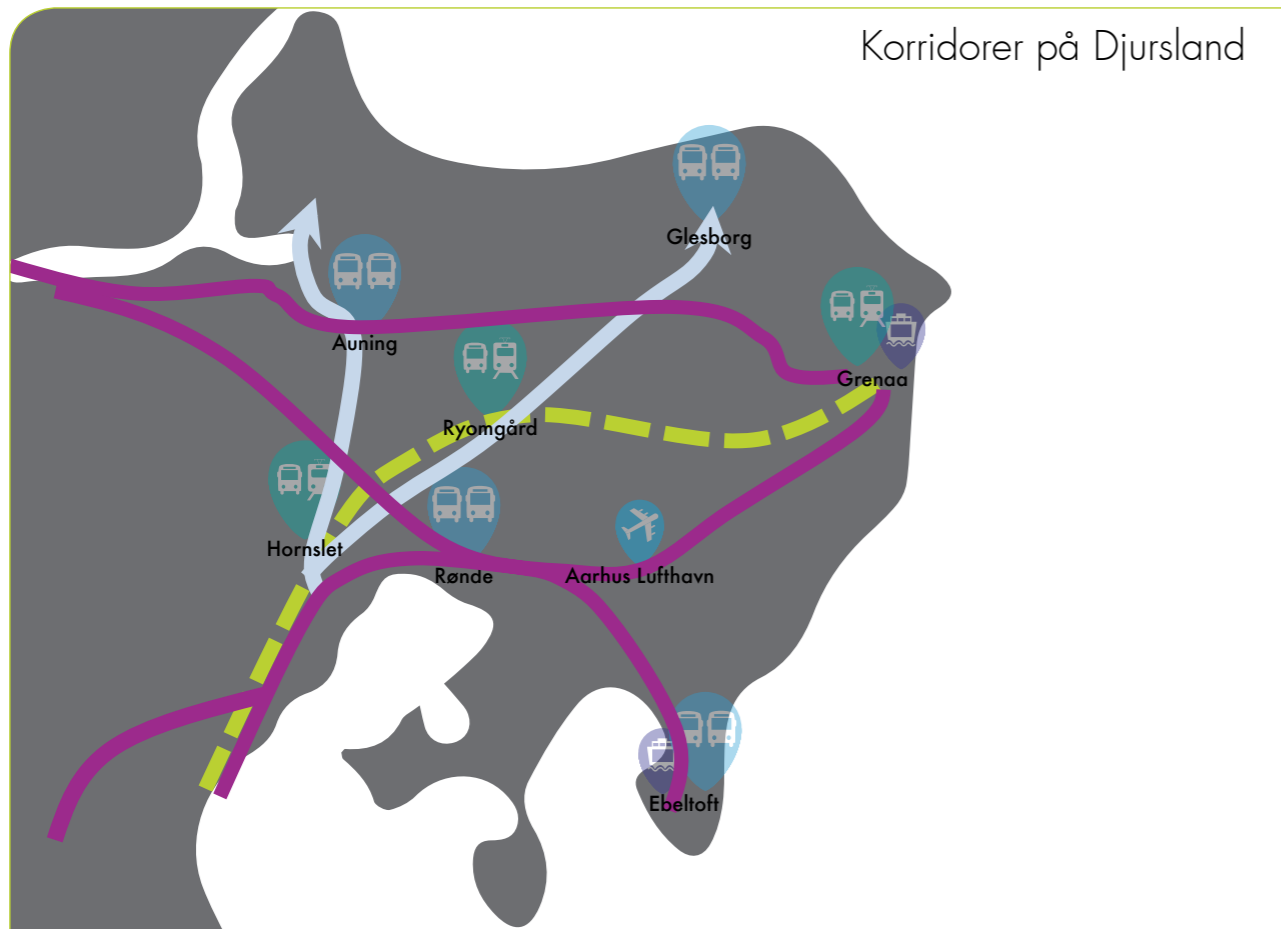 Korridorer på Djursland
Glesborg
Auning
Grenaa
Ryomgård
Hornslet
Rønde
Aarhus Lufthavn
Ebeltoft